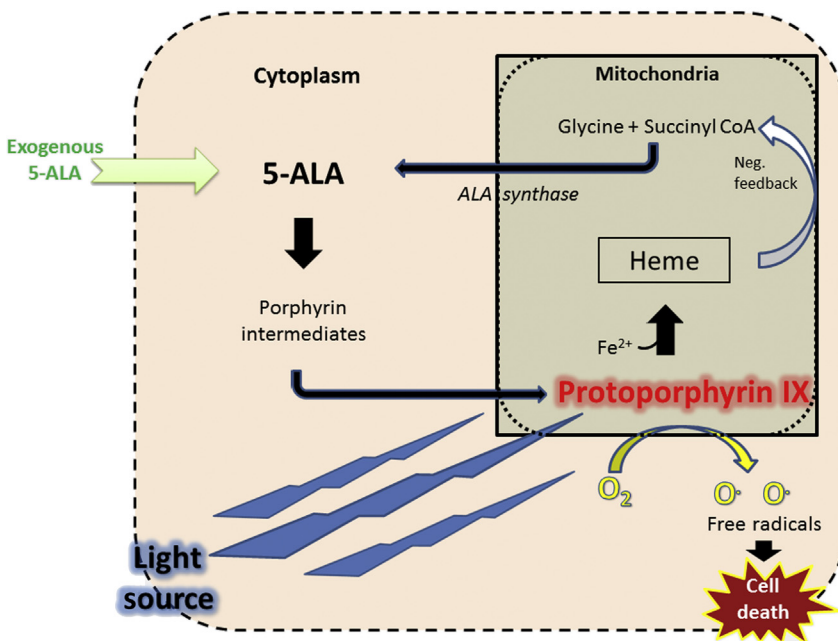 Cytoplasm
Mitochondria
Glycine + Succinyl CoA
Exogenous
5-ALA
5-ALA
ALA synthase
Neg.
feedback
Heme
Porphyrin
intermediates
Fe²⁺
Protoporphyrin IX
O₂
O· O·
Free radicals
Light
source
Cell
death